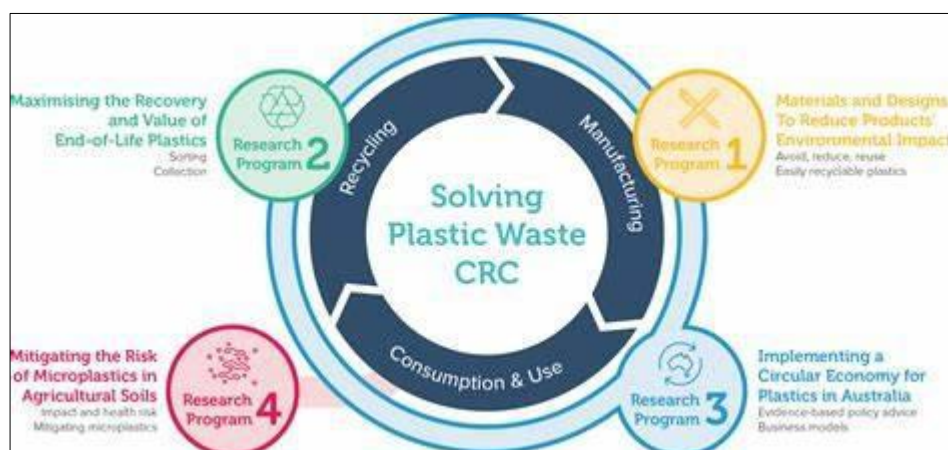 Maximising the Recovery
and Value of
End-of-Life Plastics
Sorting
Collection
Research
Program 2
Recycling
Manufacturing
Research
Program 1
Materials and Designs
To Reduce Products'
Environmental Impact
Avoid, reduce, reuse
Easily recyclable plastics
Solving
Plastic Waste
CRC
Mitigating the Risk
of Microplastics in
Agricultural Soils
Impact and health risk
Mitigating microplastics
Research
Program 4
Consumption & Use
Research
Program 3
Implementing a
Circular Economy for
Plastics in Australia
Evidence-based policy advice
Business models